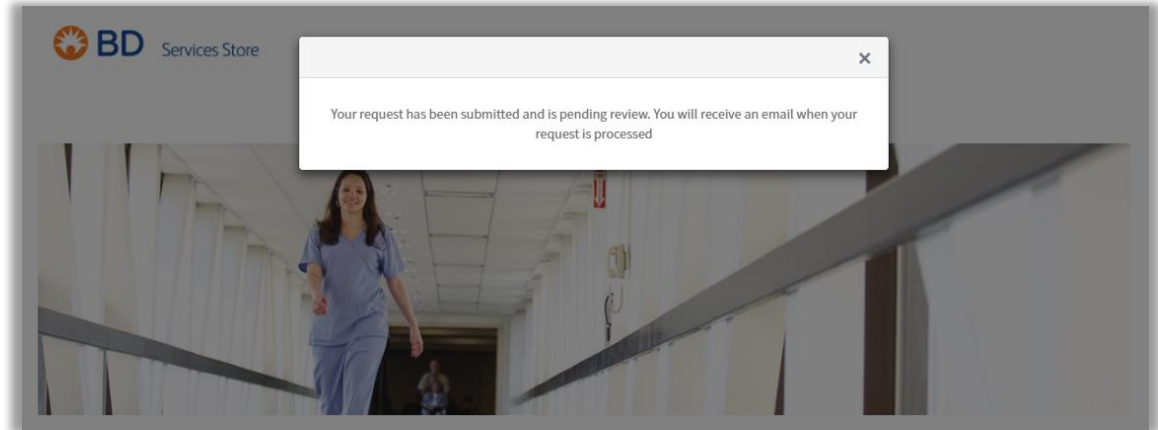 BD Services Store
×
Your request has been submitted and is pending review. You will receive an email when your
request is processed